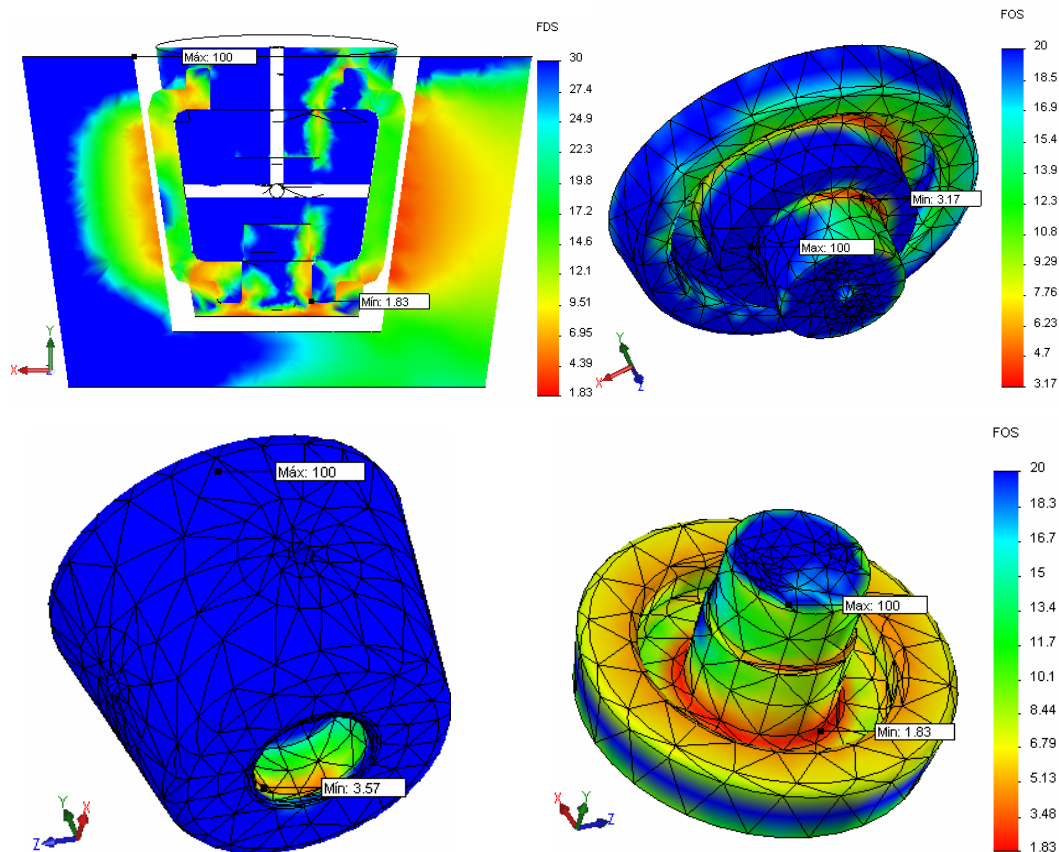 FDS
Máx: 100
30
27.4
24.9
22.3
19.8
17.2
14.6
12.1
9.51
6.95
4.39
1.83
Mín: 1.83
Y
X
Z
FOS
20
18.5
16.9
15.4
13.9
12.4
10.8
9.29
7.76
6.23
4.7
3.17
Min: 3.17
Max: 100
Y
X
Z
Máx: 100
Mín: 3.57
Y
X
Z
FOS
20
18.3
16.7
15
13.4
11.7
10.1
8.44
6.79
5.13
3.48
1.83
Max: 100
Min: 1.83
X
Y
Z